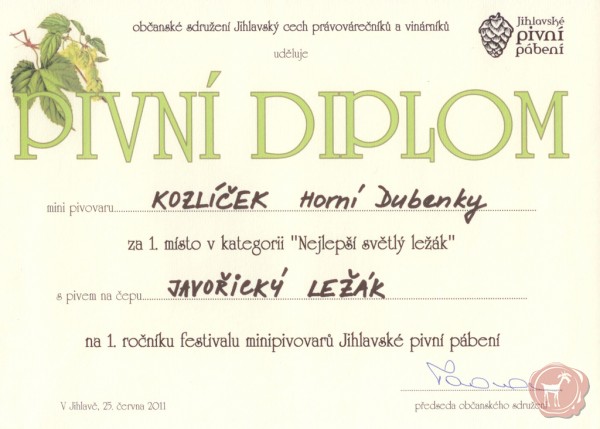 občanské sdružení Jihlavský cech právovárečníků a vinárníků
uděluje
Jihlavské
pivní
pábení
PIVNÍ DIPLOM
mini pivovaru KOZLÍČEK Horní Dubenky
za 1. místo v kategorii "Nejlepší světlý ležák"
s pivem na čepu JAVOŘICKÝ LEŽÁK
na 1. ročníku festivalu minipivovarů Jihlavské pivní pábení
V Jihlavě, 25. června 2011
předseda občanského sdružení